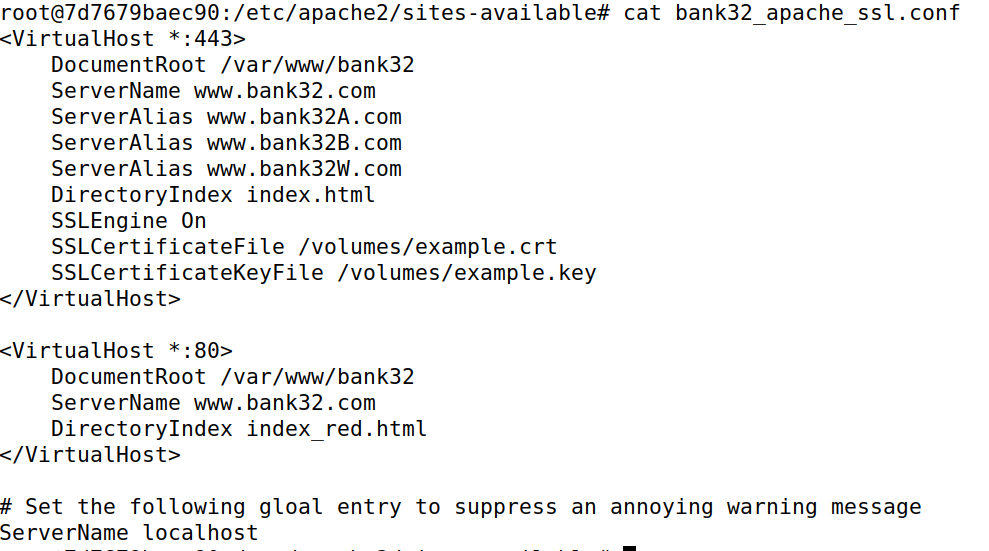 root@7d7679baec90:/etc/apache2/sites-available# cat bank32_apache_ssl.conf
<VirtualHost *:443>
    DocumentRoot /var/www/bank32
    ServerName www.bank32.com
    ServerAlias www.bank32A.com
    ServerAlias www.bank32B.com
    ServerAlias www.bank32W.com
    DirectoryIndex index.html
    SSLEngine On
    SSLCertificateFile /volumes/example.crt
    SSLCertificateKeyFile /volumes/example.key
</VirtualHost>

<VirtualHost *:80>
    DocumentRoot /var/www/bank32
    ServerName www.bank32.com
    DirectoryIndex index_red.html
</VirtualHost>

# Set the following gloal entry to suppress an annoying warning message
ServerName localhost